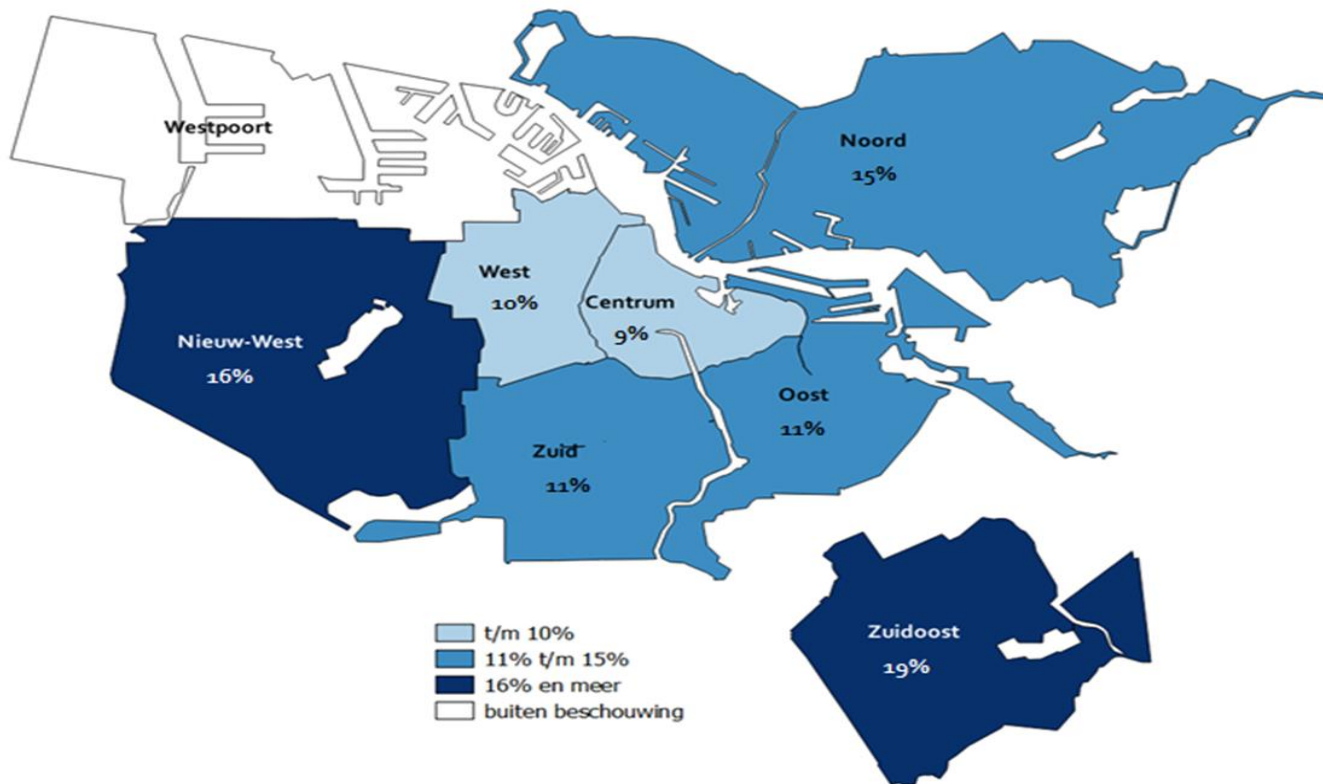 Westpoort
Noord
15%
West
10%
Centrum
9%
Nieuw-West
16%
Oost
11%
Zuid
11%
Zuidoost
19%
t/m 10%
11% t/m 15%
16% en meer
buiten beschouwing